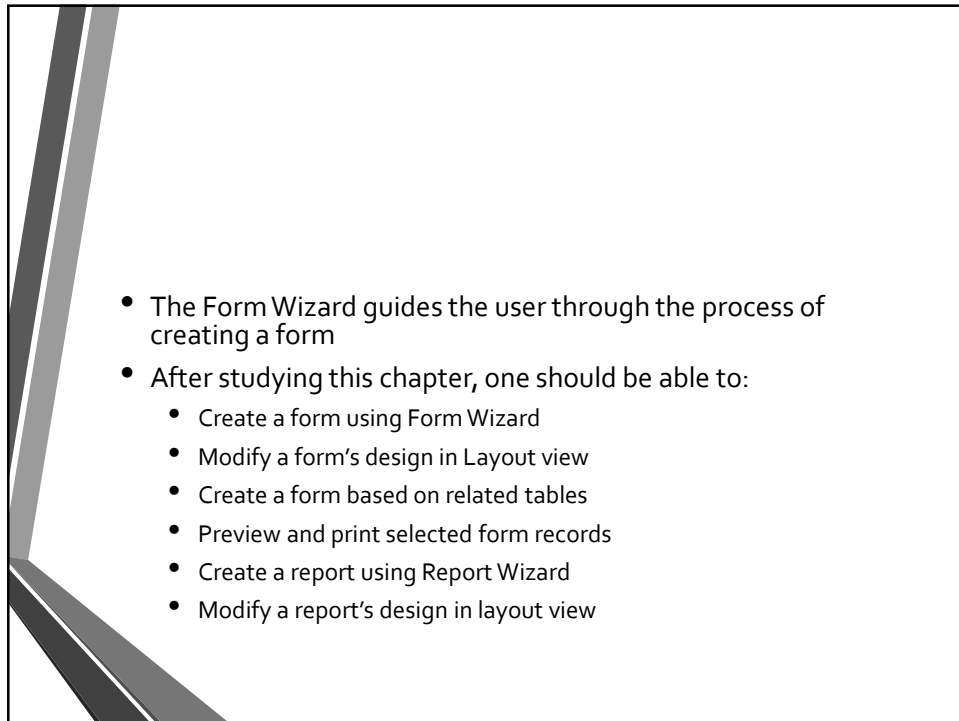 • The Form Wizard guides the user through the process of
creating a form
• After studying this chapter, one should be able to:
• Create a form using Form Wizard
• Modify a form's design in Layout view
• Create a form based on related tables
• Preview and print selected form records
• Create a report using Report Wizard
• Modify a report's design in layout view